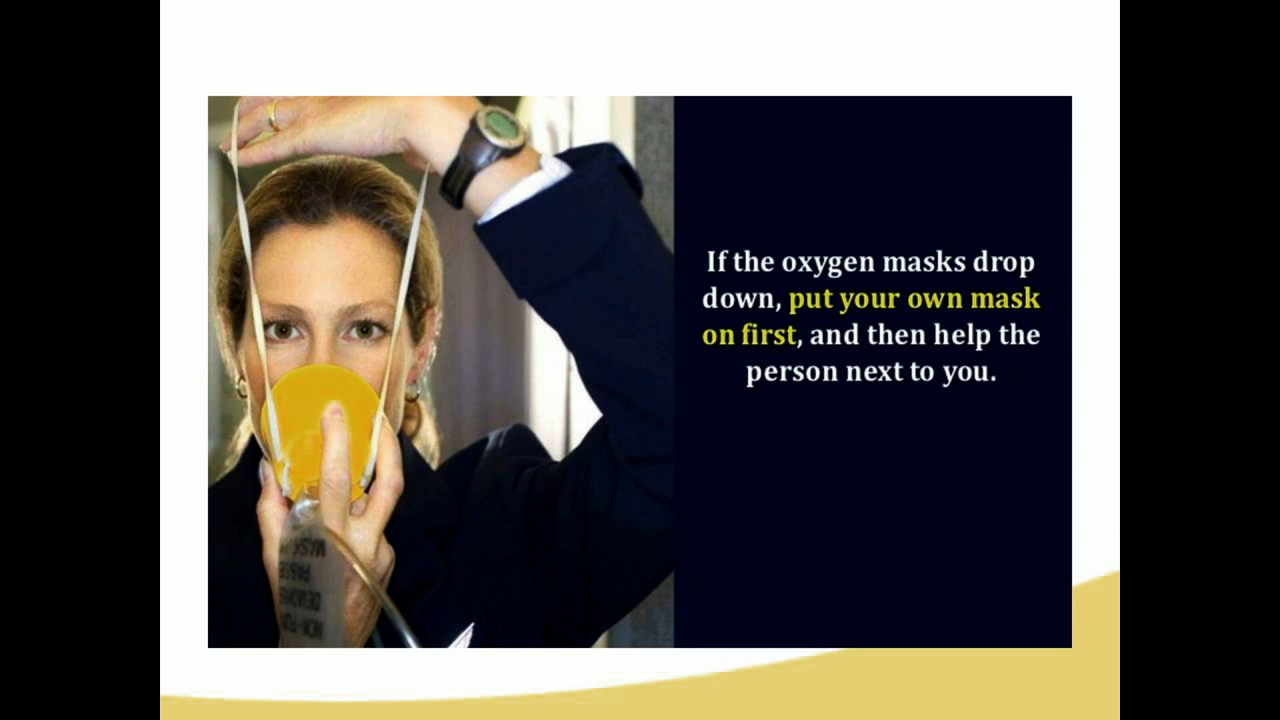 If the oxygen masks drop
down, put your own mask
on first, and then help the
person next to you.
MASK